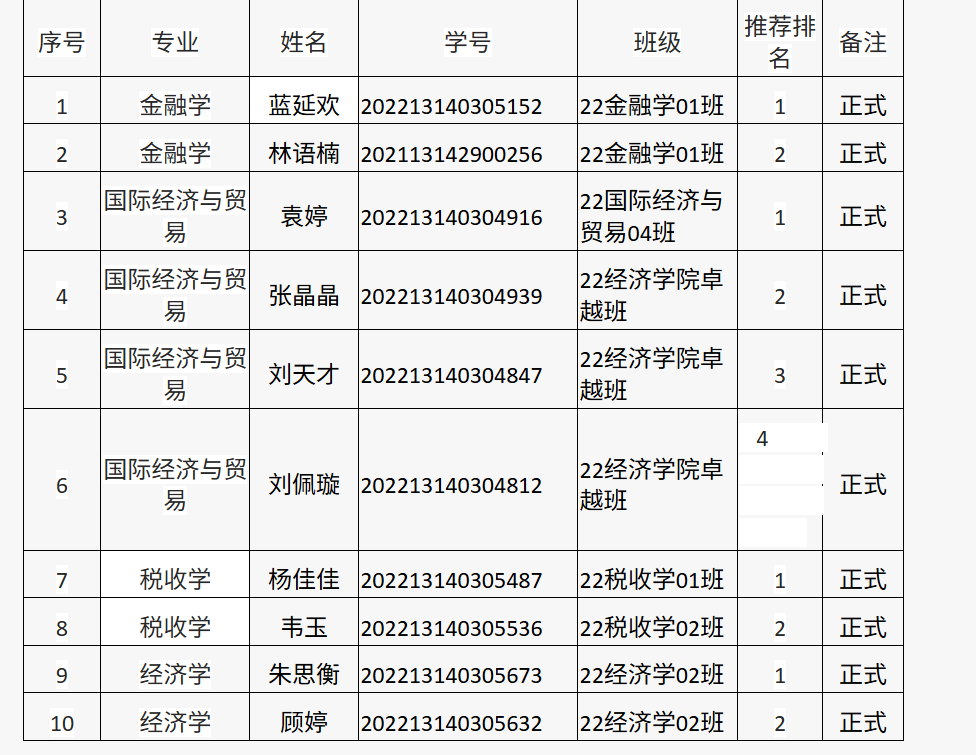 序号 专业 姓名 学号 班级 推荐排名 备注
1 金融学 蓝延欢 202213140305152 22金融学01班 1 正式
2 金融学 林语楠 202113142900256 22金融学01班 2 正式
3 国际经济与贸易 袁婷 202213140304916 22国际经济与贸易04班 1 正式
4 国际经济与贸易 张晶晶 202213140304939 22经济学院卓越班 2 正式
5 国际经济与贸易 刘天才 202213140304847 22经济学院卓越班 3 正式
6 国际经济与贸易 刘佩璇 202213140304812 22经济学院卓越班 4 正式
7 税收学 杨佳佳 202213140305487 22税收学01班 1 正式
8 税收学 韦玉 202213140305536 22税收学02班 2 正式
9 经济学 朱思衡 202213140305673 22经济学02班 1 正式
10 经济学 顾婷 202213140305632 22经济学02班 2 正式